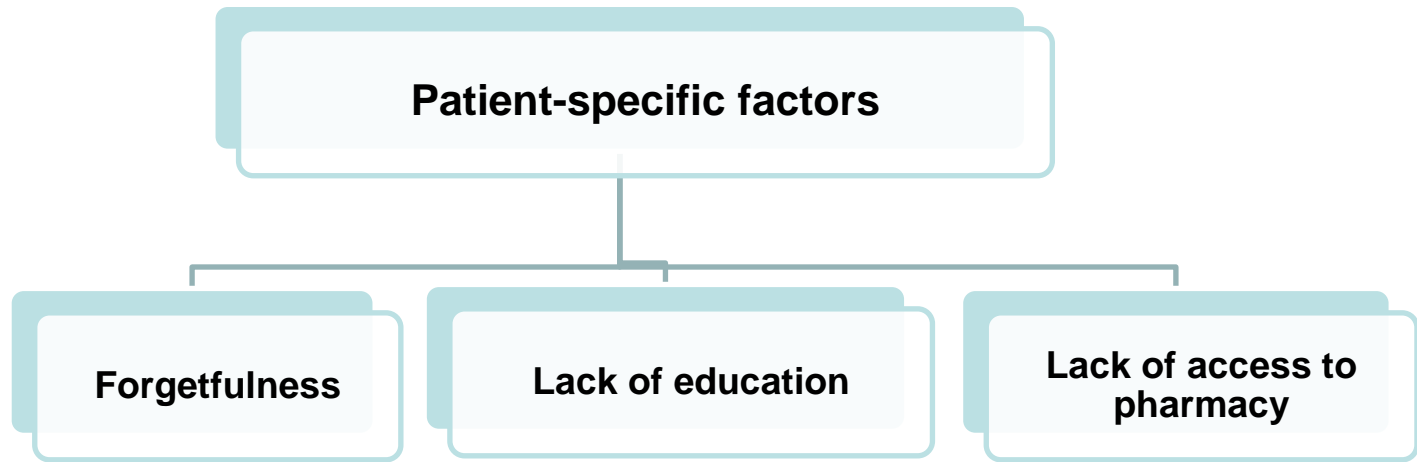 Patient-specific factors
Forgetfulness
Lack of education
Lack of access to
pharmacy